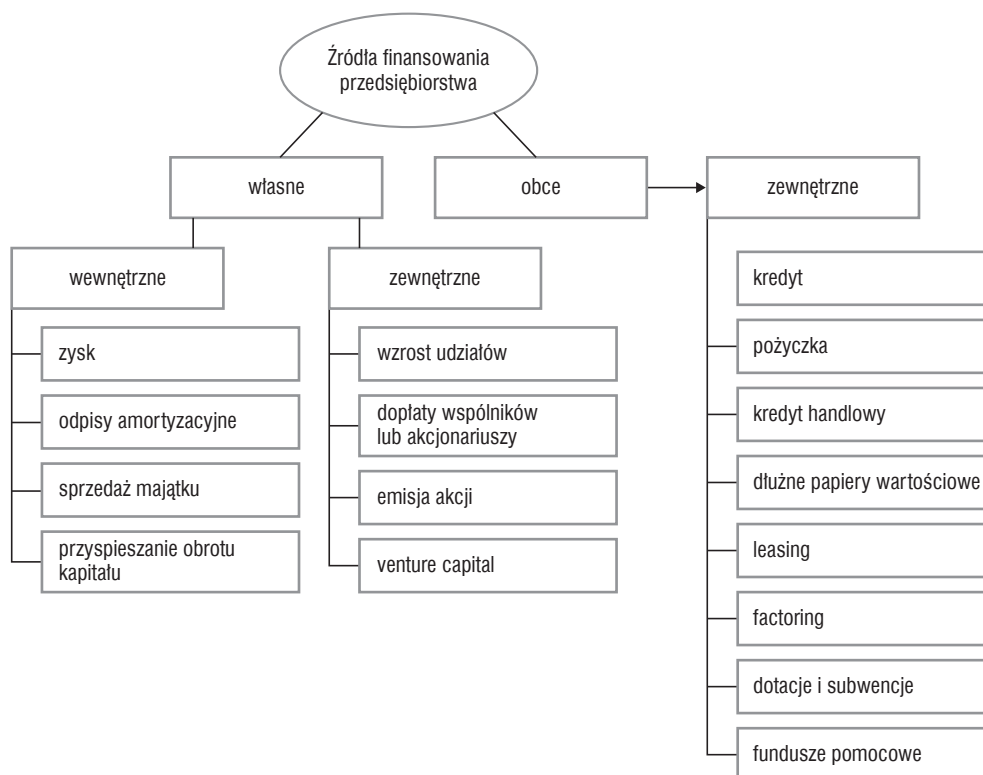 Źródła finansowania
przedsiębiorstwa
własne
obce
zewnętrzne
wewnętrzne
zewnętrzne
zysk
odpisy amortyzacyjne
sprzedaż majątku
przyspieszanie obrotu
kapitału
wzrost udziałów
dopłaty wspólników
lub akcjonariuszy
emisja akcji
venture capital
kredyt
pożyczka
kredyt handlowy
dłużne papiery wartościowe
leasing
factoring
dotacje i subwencje
fundusze pomocowe